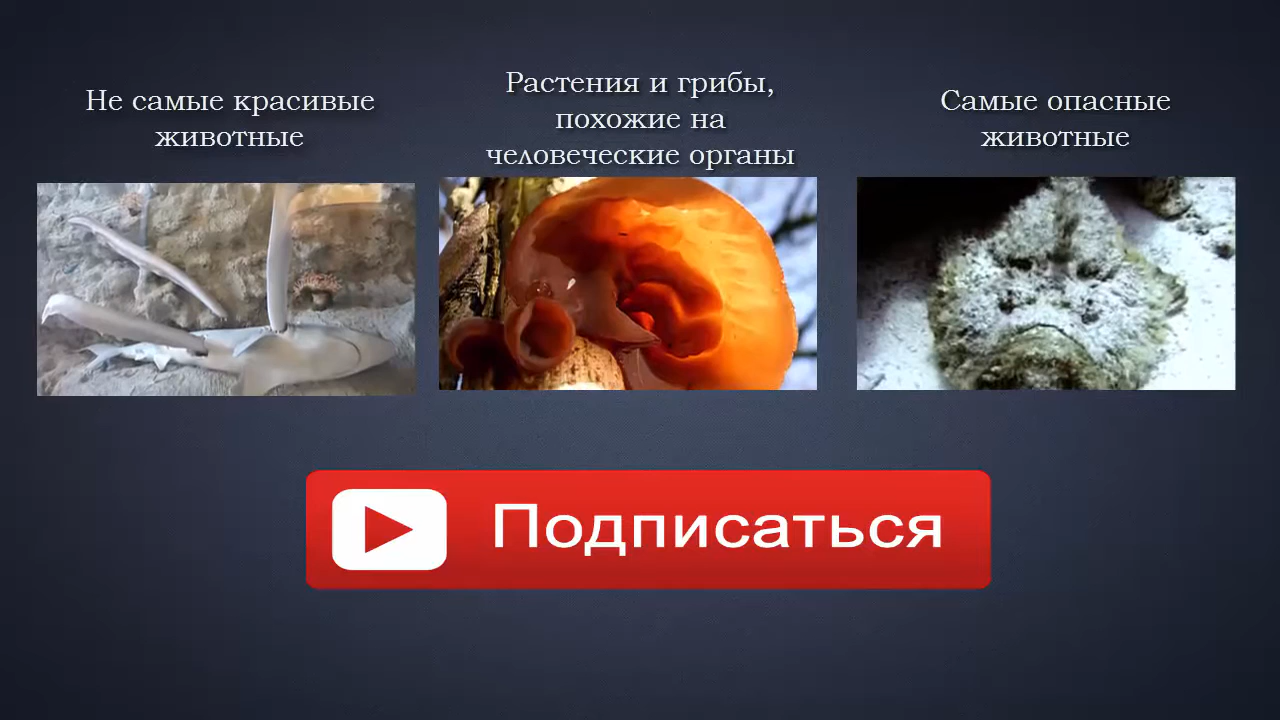 Не самые красивые
животные
Растения и грибы,
похожие на
человеческие органы
Самые опасные
животные
Подписаться